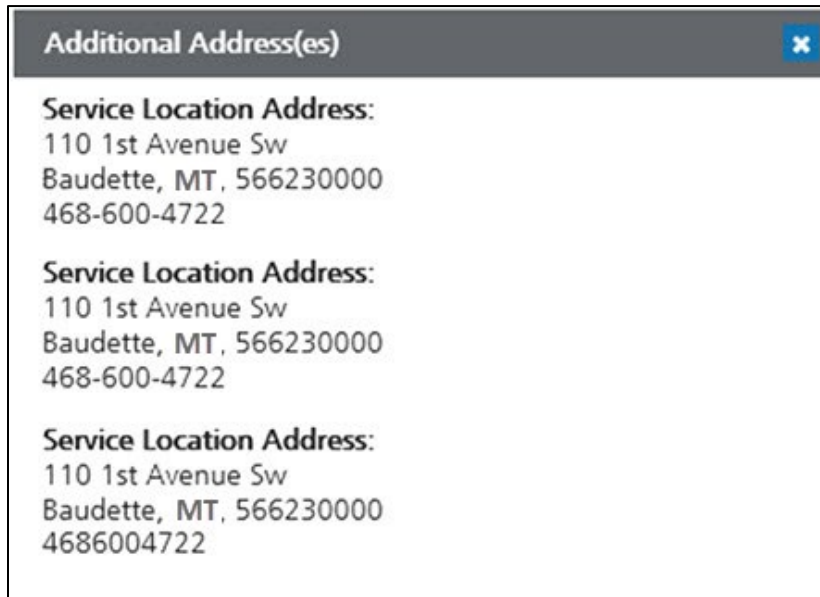 Additional Address(es)
Service Location Address:
110 1st Avenue Sw
Baudette, MT, 566230000
468-600-4722
Service Location Address:
110 1st Avenue Sw
Baudette, MT, 566230000
468-600-4722
Service Location Address:
110 1st Avenue Sw
Baudette, MT, 566230000
4686004722